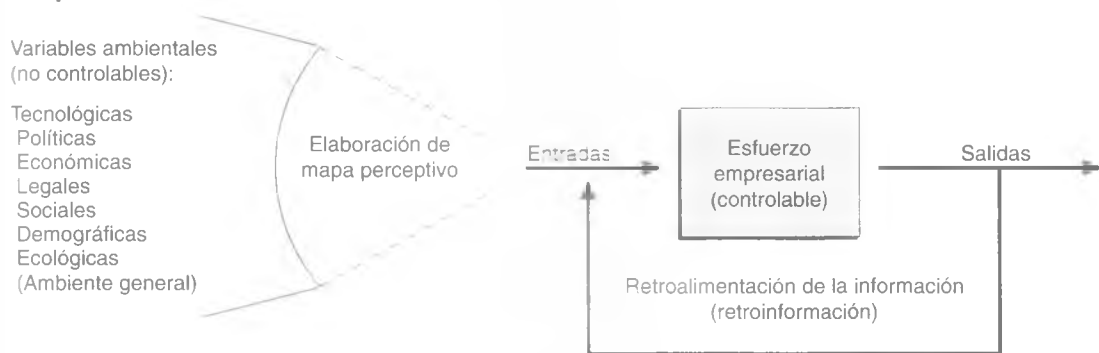 Variables ambientales
(no controlables):
Tecnológicas
Políticas
Económicas
Legales
Sociales
Demográficas
Ecológicas
(Ambiente general)
Elaboración de
mapa perceptivo
Entradas
Esfuerzo
empresarial
(controlable)
Salidas
Retroalimentación de la información
(retroinformación)